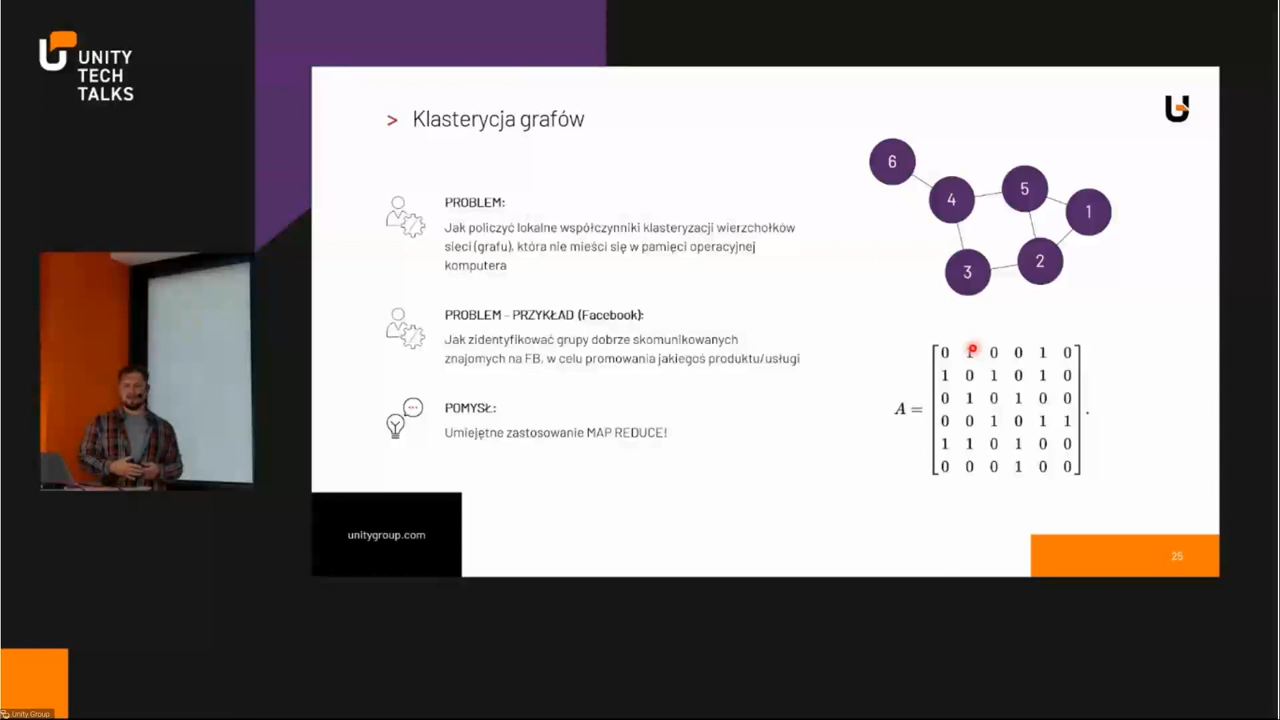 UNITY
TECH
TALKS
> Klasterycja grafów
PROBLEM:
Jak policzyć lokalne współczynniki klasteryzacji wierzchołków
sieci (grafu), która nie mieści się w pamięci operacyjnej
komputera
PROBLEM – PRZYKŁAD (Facebook):
Jak zidentyfikować grupy dobrze skomunikowanych
znajomych na FB, w celu promowania jakiegoś produktu/usługi
POMYSŁ:
Umiejętne zastosowanie MAP REDUCE!
6
4
5
1
3
2
0 1 0 0 1 0
1 0 1 0 1 0
0 1 0 1 0 0
A = 0 0 1 0 1 1 .
1 1 0 1 0 0
0 0 0 1 0 0
unitygroup.com
25
Unity Group